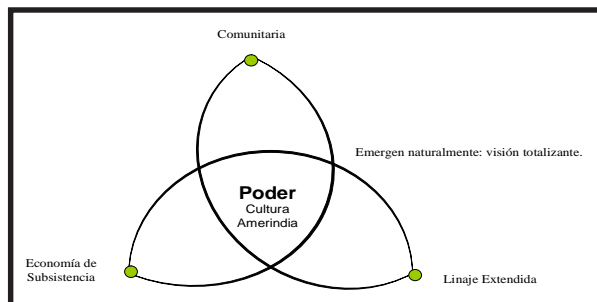 Comunitaria
Emergen naturalmente: visión totalizante.
Poder
Cultura
Amerindia
Economía de
Subsistencia
Linaje Extendida